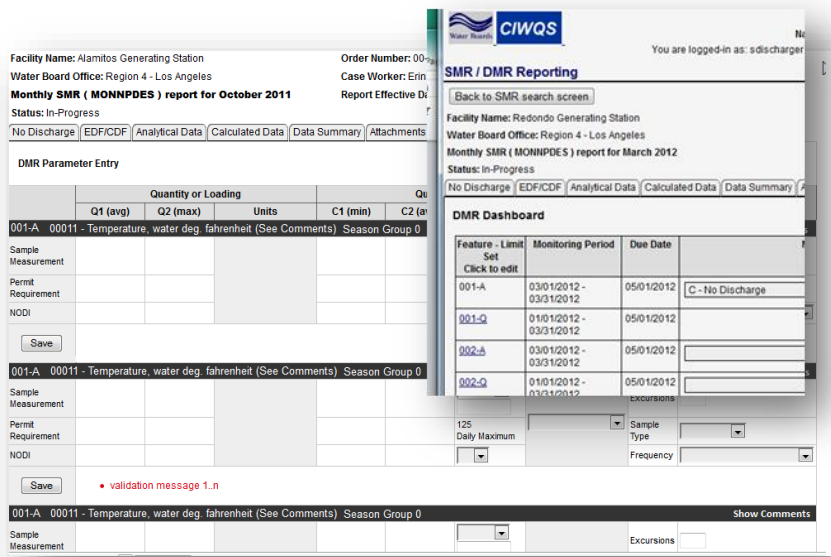 Facility Name: Alamitos Generating Station
Order Number: 00-
Water Board Office: Region 4 - Los Angeles
Case Worker: Erin
Monthly SMR ( MONNPDES ) report for October 2011
Report Effective Da
Status: In-Progress
No Discharge EDF/CDF Analytical Data Calculated Data Data Summary Attachments
DMR Parameter Entry
Quantity or Loading
Qu
Q1 (avg) Q2 (max) Units C1 (min) C2 (av
001-A 00011 - Temperature, water deg. fahrenheit (See Comments) Season Group 0
Sample
Measurement
Permit
Requirement
NODI
Save
001-A 00011 - Temperature, water deg. fahrenheit (See Comments) Season Group 0
Sample
Measurement
Excursions
Permit
Requirement
125
Daily Maximum
Sample
Type
NODI
Frequency
Save
• validation message 1..n
001-A 00011 - Temperature, water deg. fahrenheit (See Comments) Season Group 0 Show Comments
Sample
Measurement
Excursions
Water Boards
CIWQS
Na
You are logged-in as: sdischarger
SMR / DMR Reporting
Back to SMR search screen
Facility Name: Redondo Generating Station
Water Board Office: Region 4 - Los Angeles
Monthly SMR ( MONNPDES ) report for March 2012
Status: In-Progress
No Discharge EDF/CDF Analytical Data Calculated Data Data Summary A
DMR Dashboard
Feature - Limit
Set
Click to edit
Monitoring Period
Due Date
001-A
03/01/2012 -
03/31/2012
05/01/2012
C - No Discharge
001-Q
01/01/2012 -
03/31/2012
05/01/2012
002-A
03/01/2012 -
03/31/2012
05/01/2012
002-Q
01/01/2012 -
03/31/2012
05/01/2012